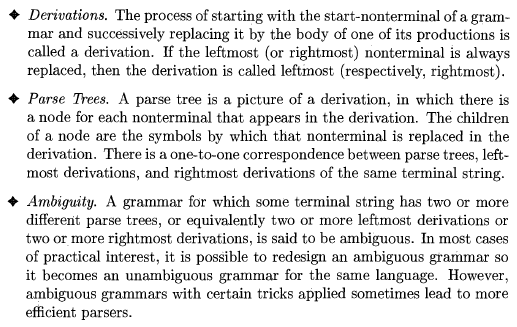 ◆ Derivations. The process of starting with the start-nonterminal of a gram-
mar and successively replacing it by the body of one of its productions is
called a derivation. If the leftmost (or rightmost) nonterminal is always
replaced, then the derivation is called leftmost (respectively, rightmost).
◆ Parse Trees. A parse tree is a picture of a derivation, in which there is
a node for each nonterminal that appears in the derivation. The children
of a node are the symbols by which that nonterminal is replaced in the
derivation. There is a one-to-one correspondence between parse trees, left-
most derivations, and rightmost derivations of the same terminal string.
◆ Ambiguity. A grammar for which some terminal string has two or more
different parse trees, or equivalently two or more leftmost derivations or
two or more rightmost derivations, is said to be ambiguous. In most cases
of practical interest, it is possible to redesign an ambiguous grammar so
it becomes an unambiguous grammar for the same language. However,
ambiguous grammars with certain tricks applied sometimes lead to more
efficient parsers.